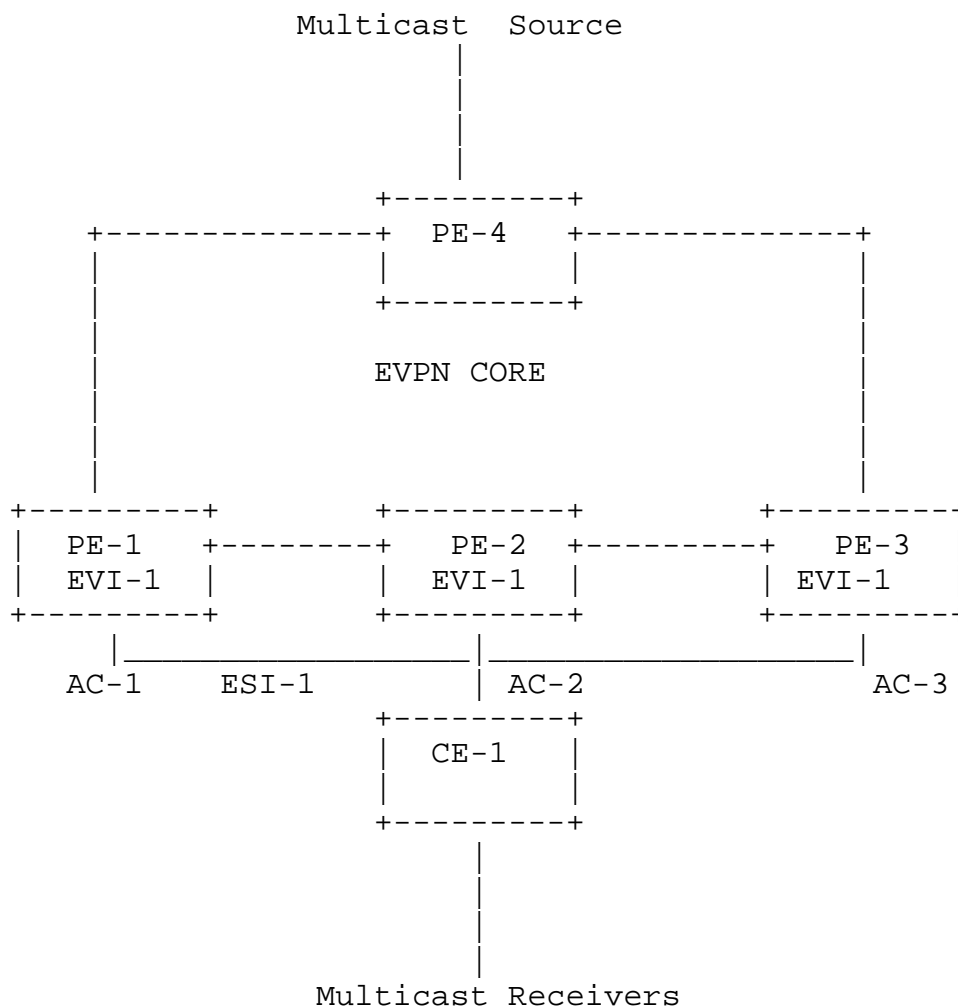 Multicast Source
PE-4
EVPN CORE
PE-1 PE-2 PE-3
EVI-1 EVI-1 EVI-1
AC-1 ESI-1 AC-2 AC-3
CE-1
Multicast Receivers